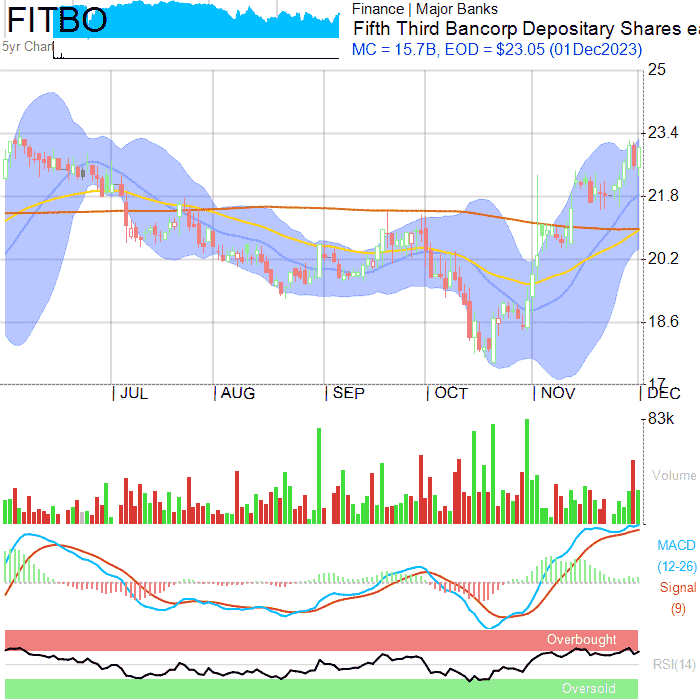 FITBO
Finance | Major Banks
Fifth Third Bancorp Depositary Shares ea
5yr Chart
MC = 15.7B, EOD = $23.05 (01Dec2023)
25
23.4
21.8
20.2
18.6
17
| JUL | AUG | SEP | OCT | NOV | DEC
83k
Volume
MACD
(12-26)
Signal
(9)
Overbought
RSI(14)
Oversold